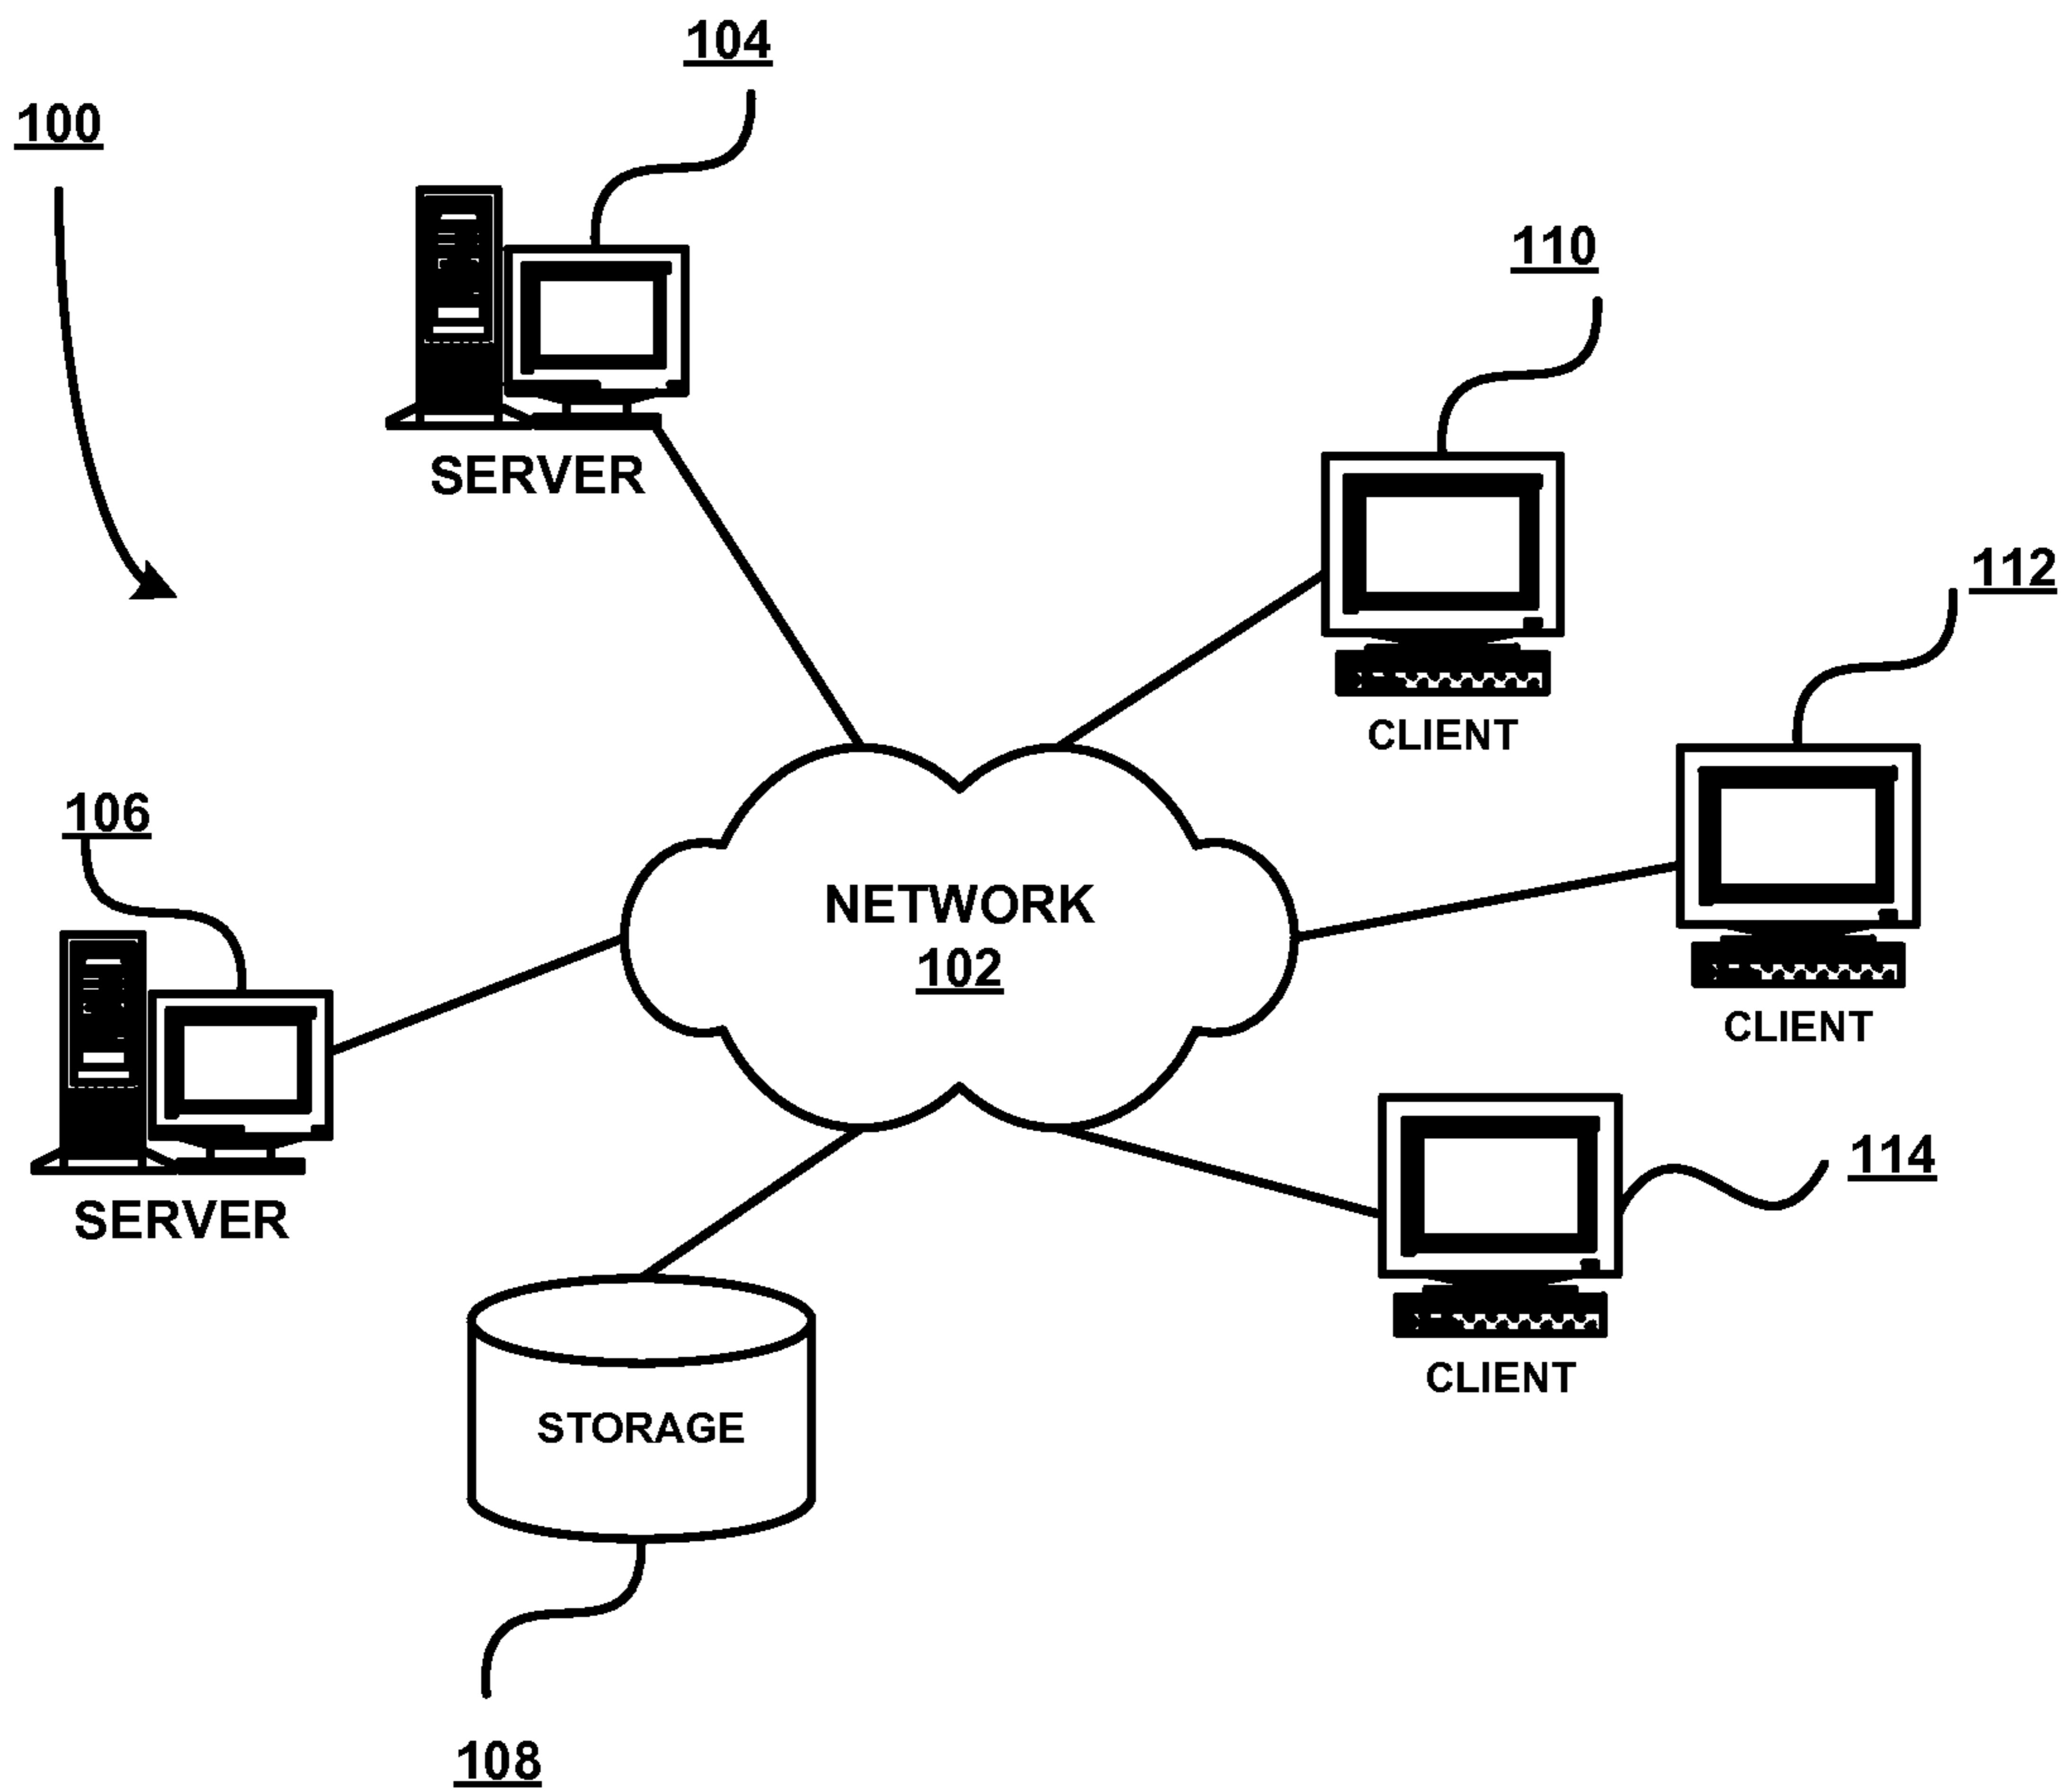 104
100
SERVER
110
CLIENT
112
CLIENT
106
SERVER
NETWORK
102
114
CLIENT
STORAGE
108